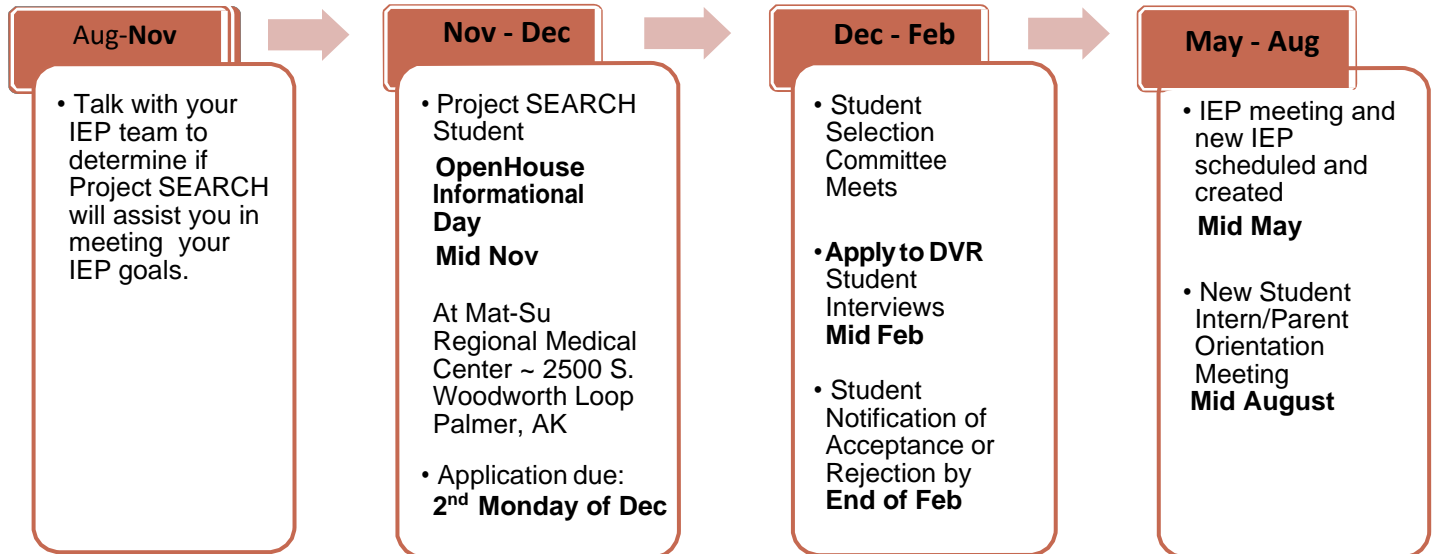 Aug-Nov
• Talk with your
IEP team to
determine if
Project SEARCH
will assist you in
meeting your
IEP goals.
Nov - Dec
• Project SEARCH
Student
OpenHouse
Informational
Day
Mid Nov
At Mat-Su
Regional Medical
Center ~ 2500 S.
Woodworth Loop
Palmer, AK
• Application due:
2nd Monday of Dec
Dec - Feb
• Student
Selection
Committee
Meets
• Apply to DVR
Student
Interviews
Mid Feb
• Student
Notification of
Acceptance or
Rejection by
End of Feb
May - Aug
• IEP meeting and
new IEP
scheduled and
created
Mid May
• New Student
Intern/Parent
Orientation
Meeting
Mid August